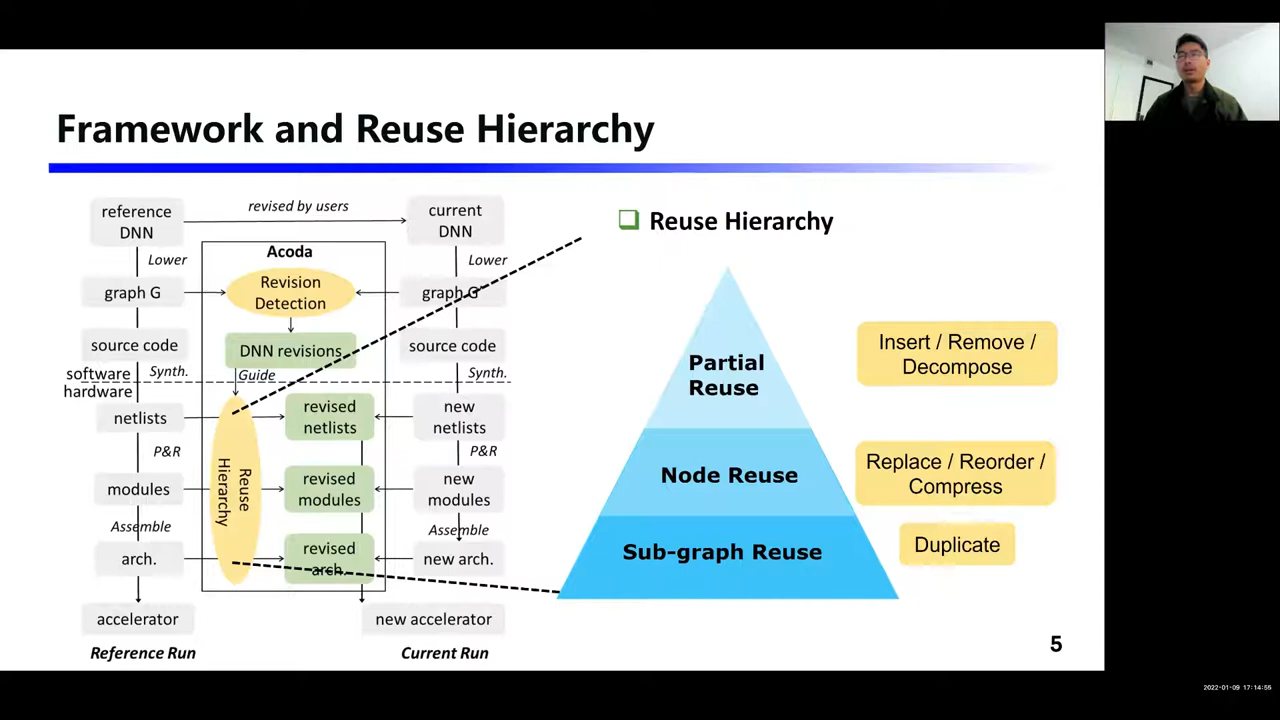 Framework and Reuse Hierarchy
reference
DNN
revised by users
current
DNN
Lower
Acoda
Lower
graph G
Revision
Detection
graph G'
source code
DNN revisions
source code
software
Synth.
Guide
Synth.
hardware
netlists
revised
netlists
new
netlists
P&R
P&R
Reuse
Hierarchy
modules
revised
modules
new
modules
Assemble
Assemble
arch.
revised
arch.
new arch.
accelerator
new accelerator
Reference Run
Current Run
Reuse Hierarchy
Partial
Reuse
Insert / Remove /
Decompose
Node Reuse
Replace / Reorder /
Compress
Sub-graph Reuse
Duplicate
5
2022-01-09 17:14:55